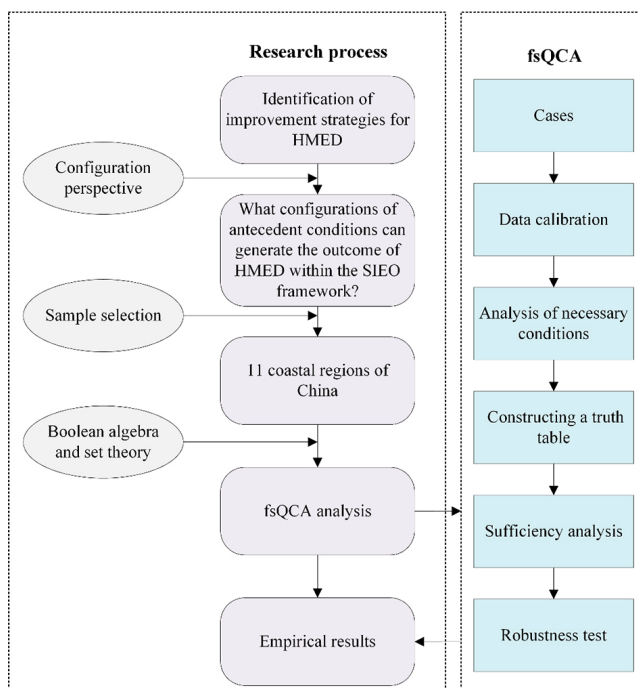 Research process
Identification of
improvement strategies for
HMED
Configuration
perspective
What configurations of
antecedent conditions can
generate the outcome of
HMED within the SIEO
framework?
Sample selection
11 coastal regions of
China
Boolean algebra
and set theory
fsQCA analysis
Empirical results
fsQCA
Cases
Data calibration
Analysis of necessary
conditions
Constructing a truth
table
Sufficiency analysis
Robustness test